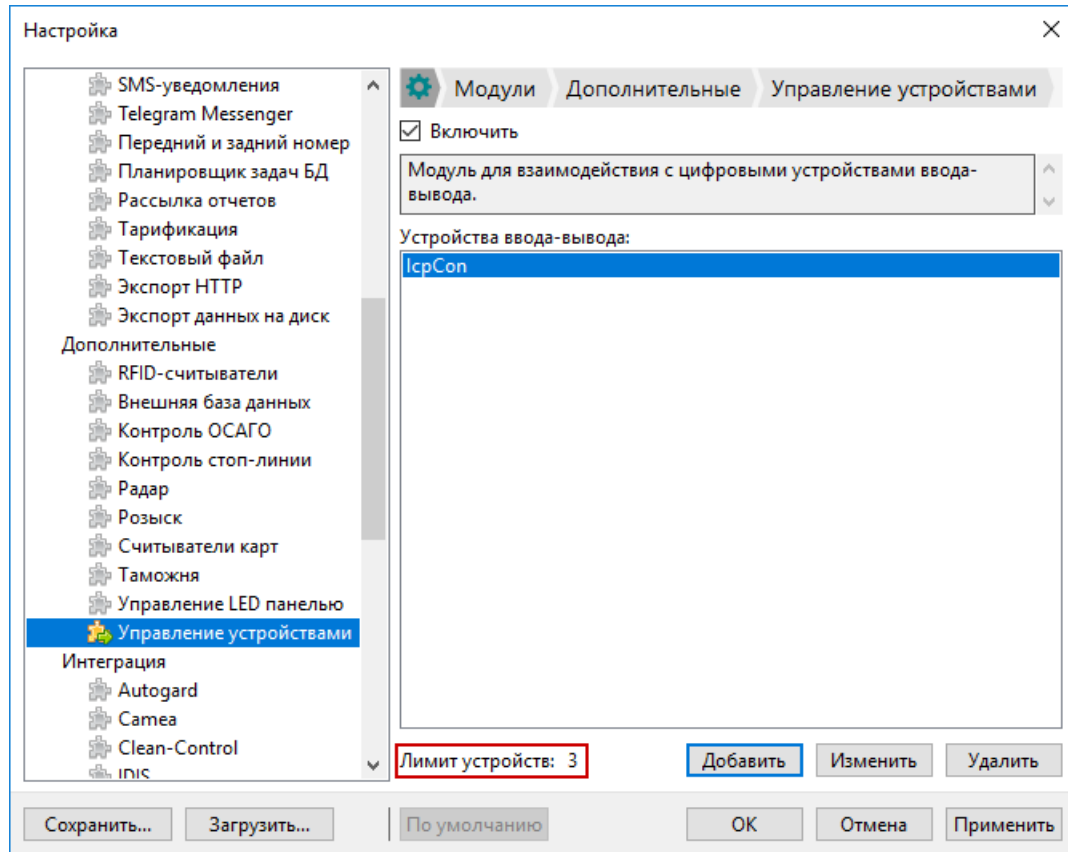 Настройка
SMS-уведомления
Telegram Messenger
Передний и задний номер
Планировщик задач БД
Рассылка отчетов
Тарификация
Текстовый файл
Экспорт HTTP
Экспорт данных на диск
Дополнительные
RFID-считыватели
Внешняя база данных
Контроль ОСАГО
Контроль стоп-линии
Радар
Розыск
Считыватели карт
Таможня
Управление LED панелью
Управление устройствами
Интеграция
Autogard
Camea
Clean-Control
IDIS
Модули Дополнительные Управление устройствами
Включить
Модуль для взаимодействия с цифровыми устройствами ввода-
вывода.
Устройства ввода-вывода:
IcpCon
Лимит устройств: 3
Добавить Изменить Удалить
Сохранить... Загрузить... По умолчанию OK Отмена Применить